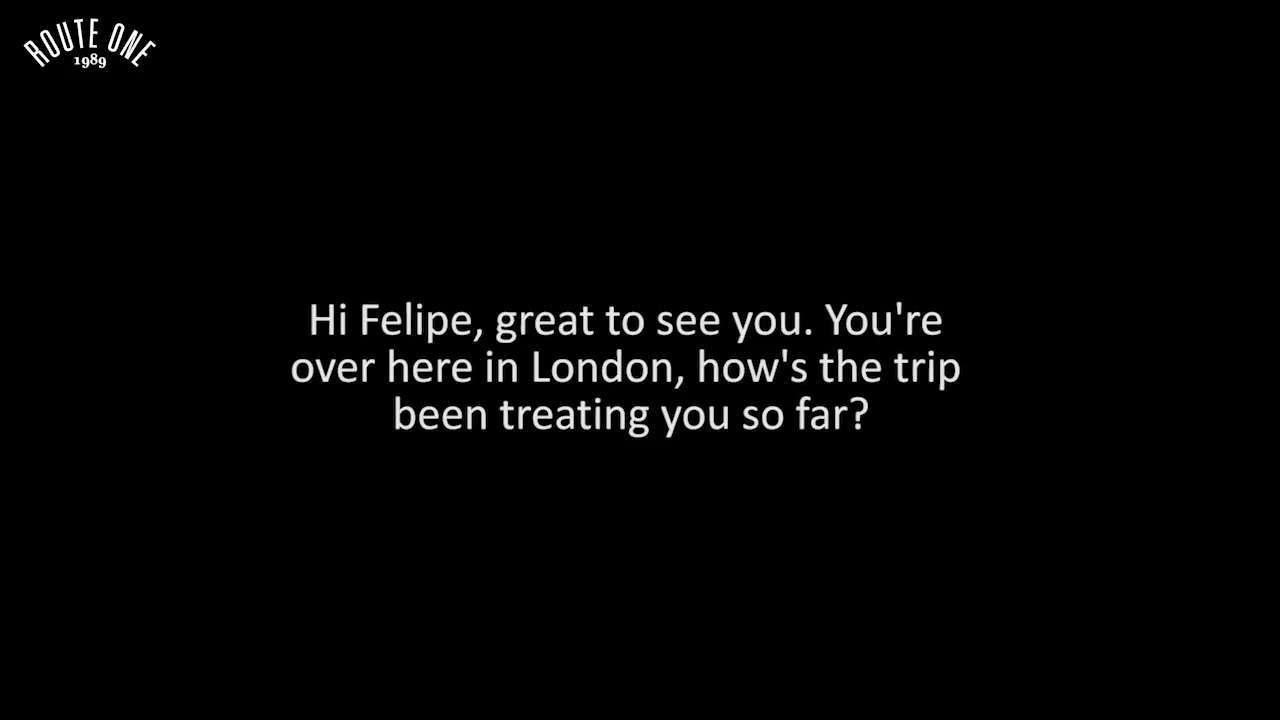 ROUTE ONE
1989
Hi Felipe, great to see you. You're
over here in London, how's the trip
been treating you so far?